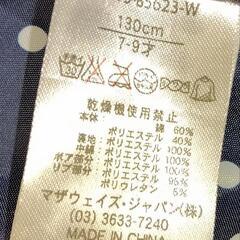 85623-W
130cm
7-9才
乾燥機使用禁止
本体: 綿 60%
ポリエステル 40%
裏地: ポリエステル 100%
中綿: ポリエステル 100%
ボア部分: ポリエステル 100%
リブ部分: ポリエステル 95%
ポリウレタン 5%
マザウェイズ・ジャパン(株)
(03) 3633-7240
MADE IN CHINA